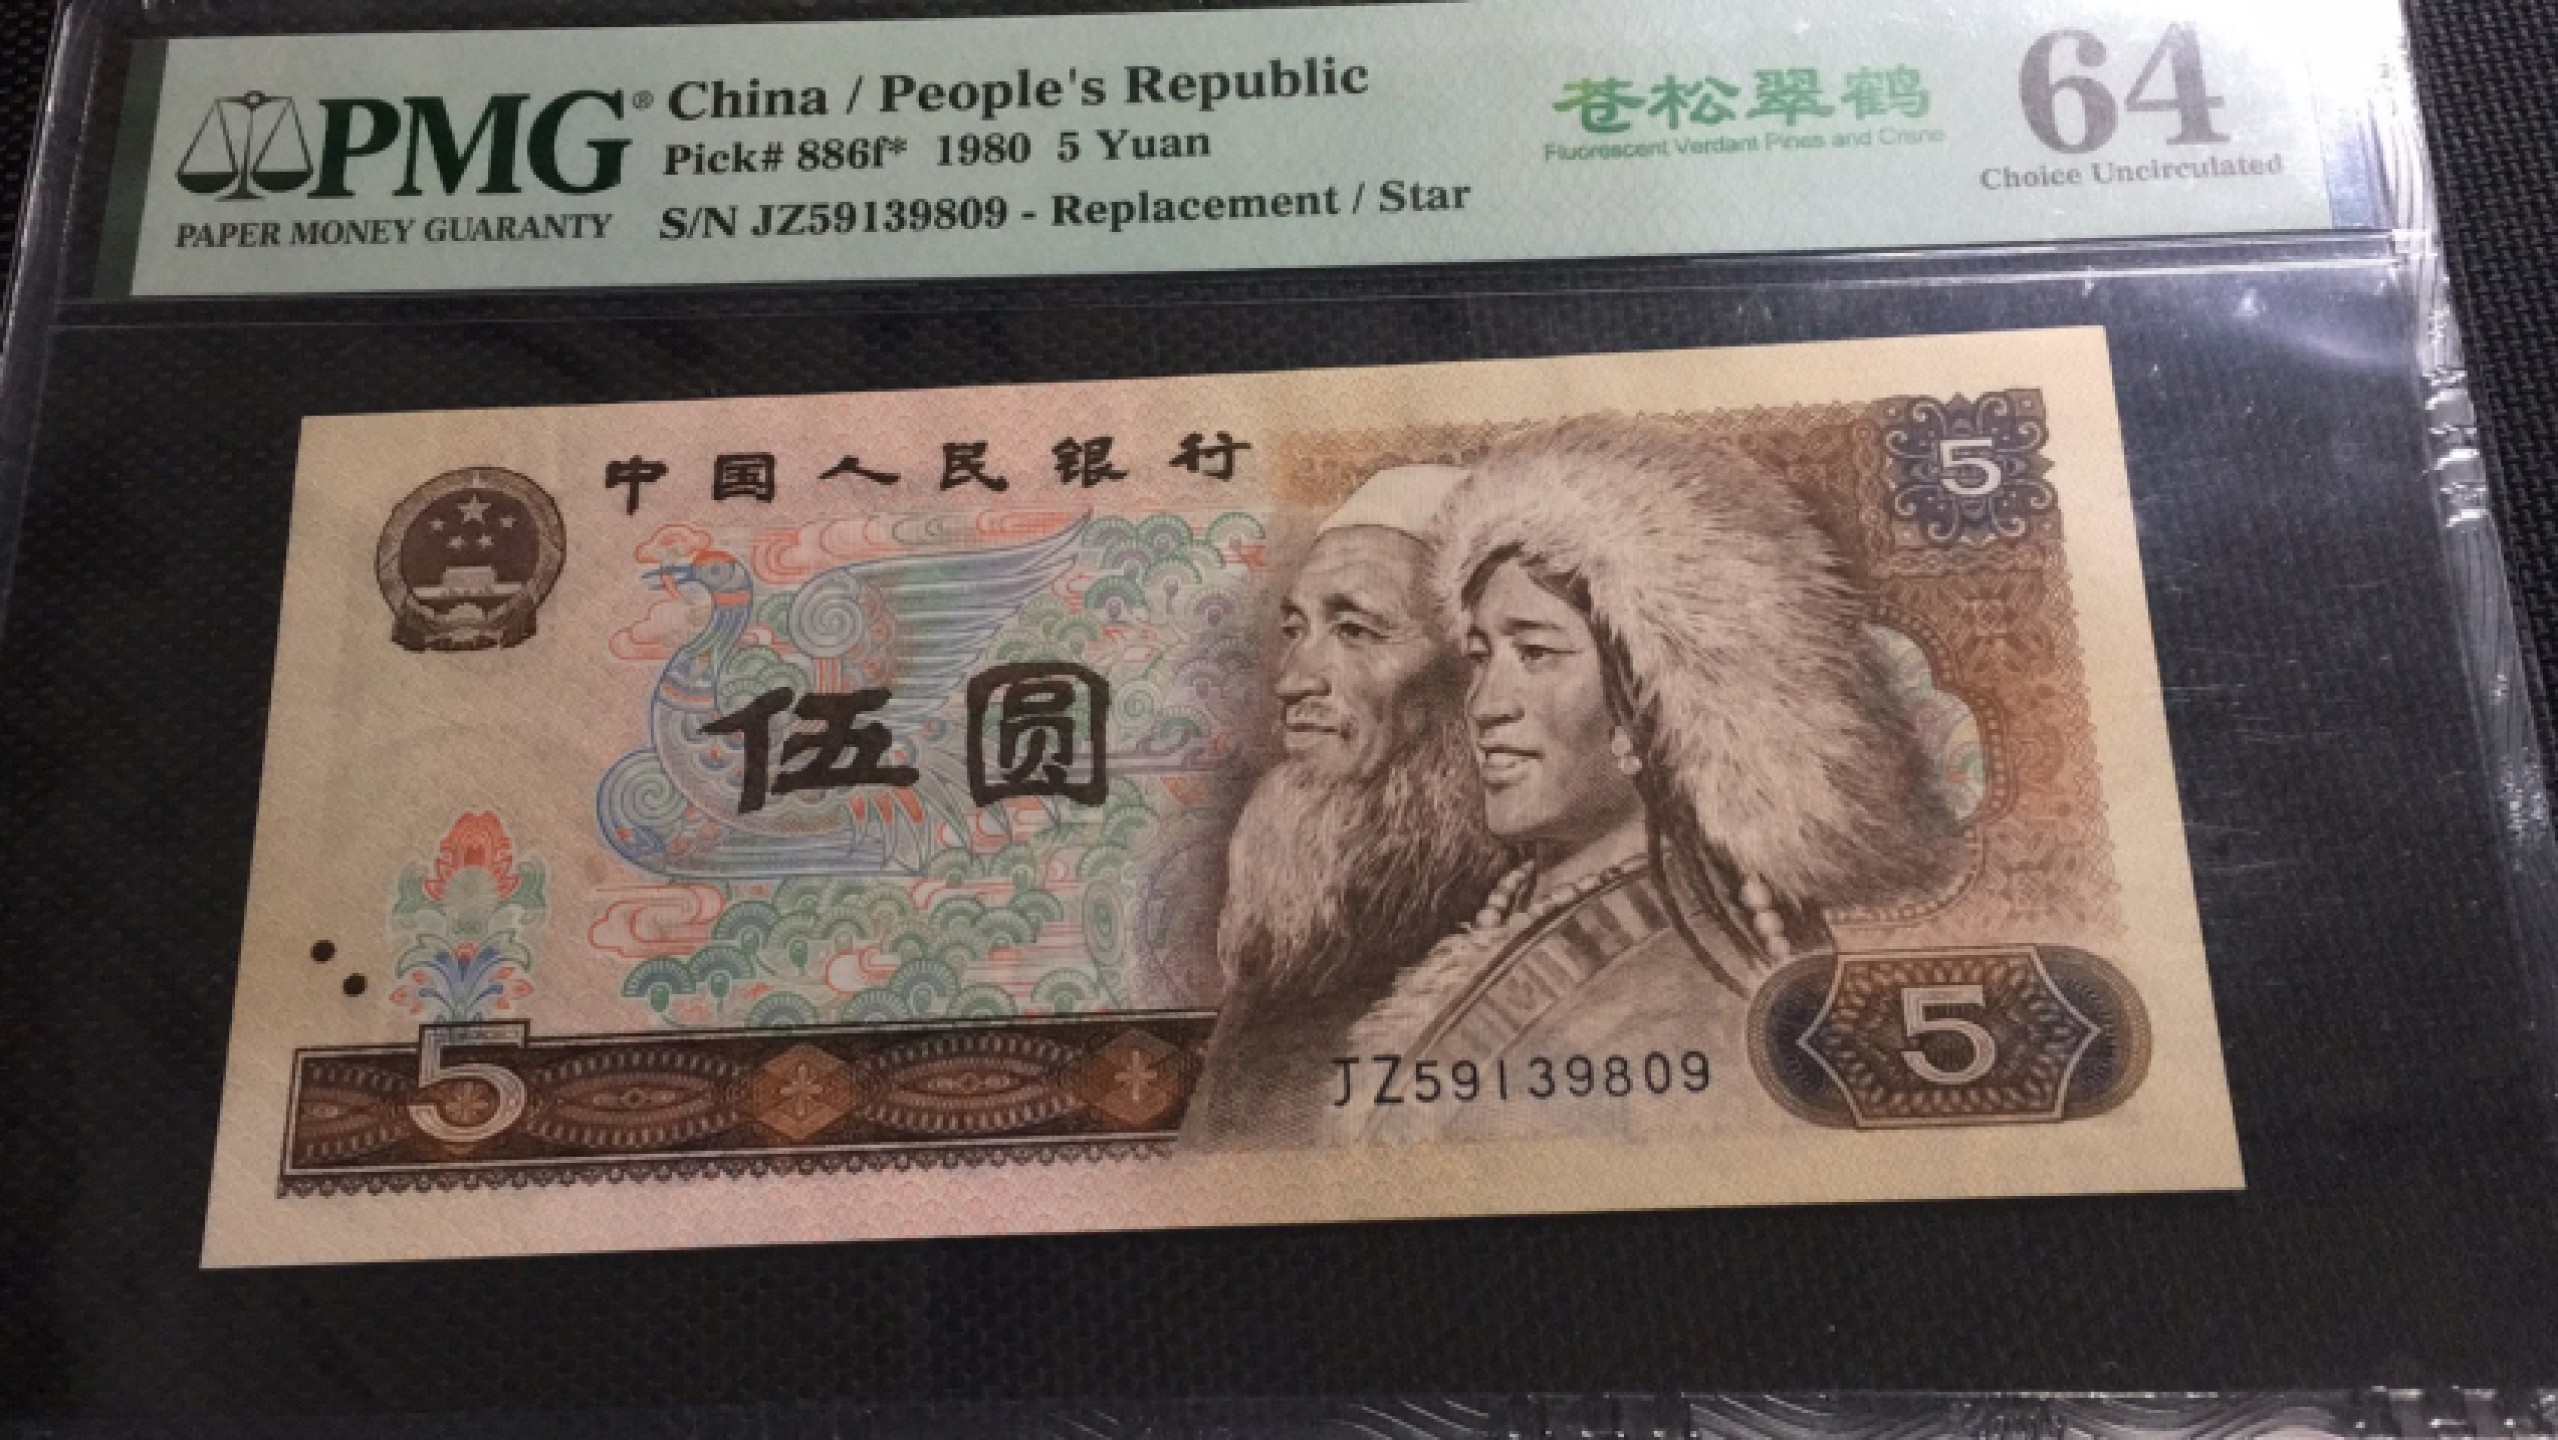 PMG®
PAPER MONEY GUARANTY
China / People's Republic
Pick# 886f* 1980 5 Yuan
S/N JZ59139809 - Replacement / Star
苍松翠鹤
Fluorescent Verdant Pines and Crane
64
Choice Uncirculated
中国人民银行
5
伍圆
5
JZ59139809
5